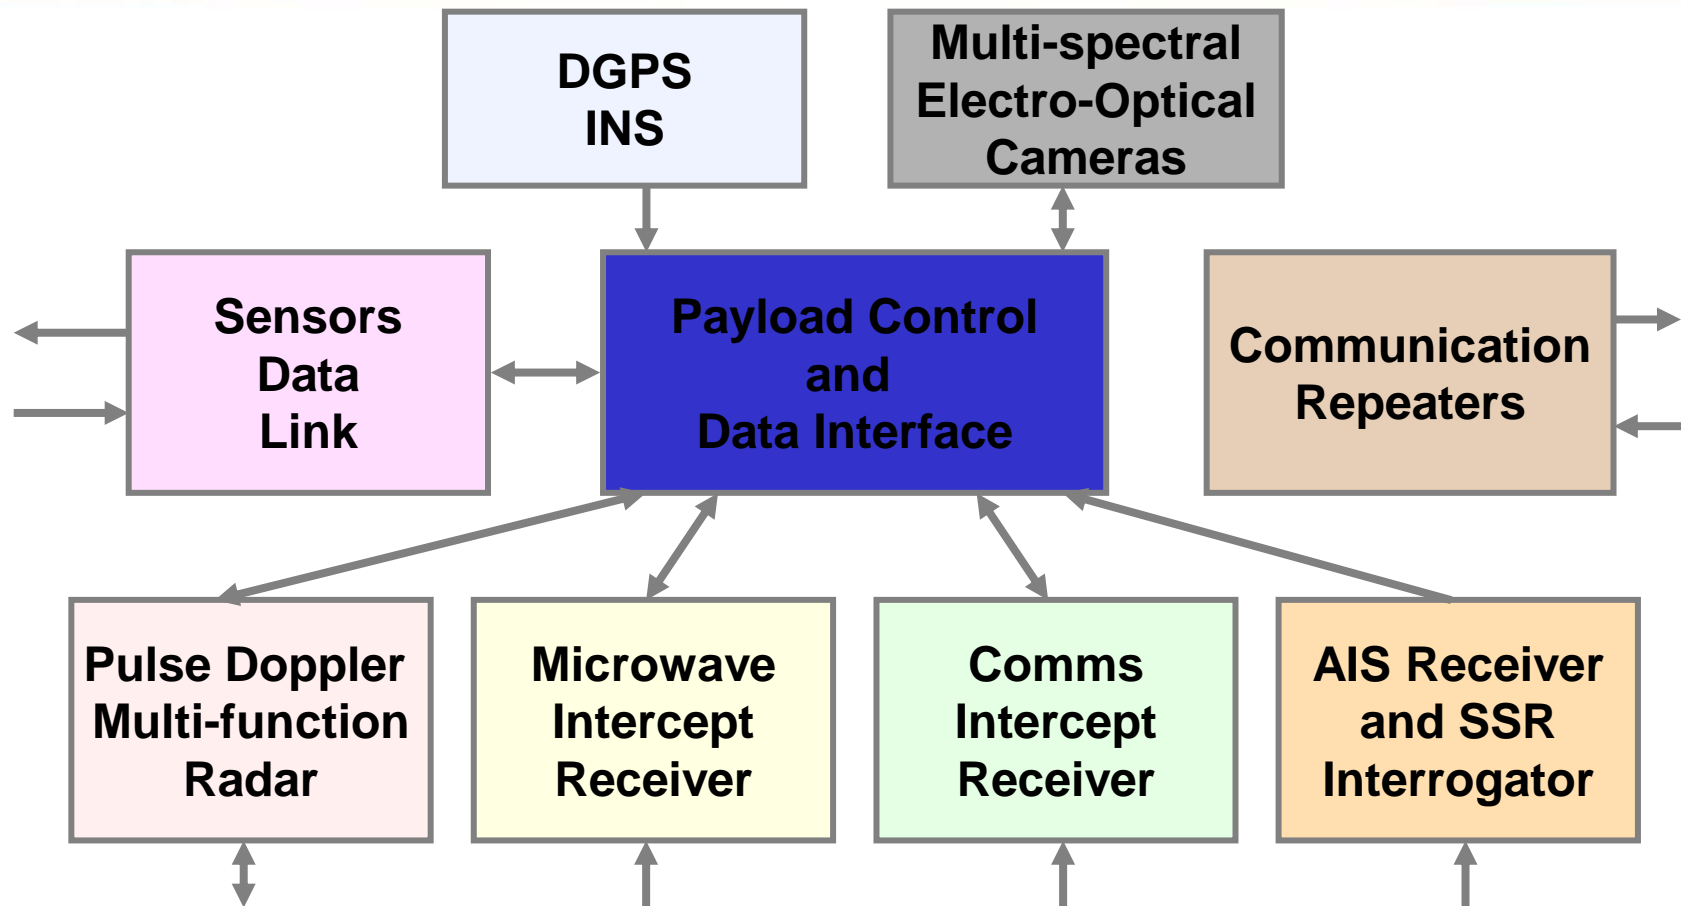 DGPS
INS
Multi-spectral
Electro-Optical
Cameras
Sensors
Data
Link
Payload Control
and
Data Interface
Communication
Repeaters
Pulse Doppler
Multi-function
Radar
Microwave
Intercept
Receiver
Comms
Intercept
Receiver
AIS Receiver
and SSR
Interrogator